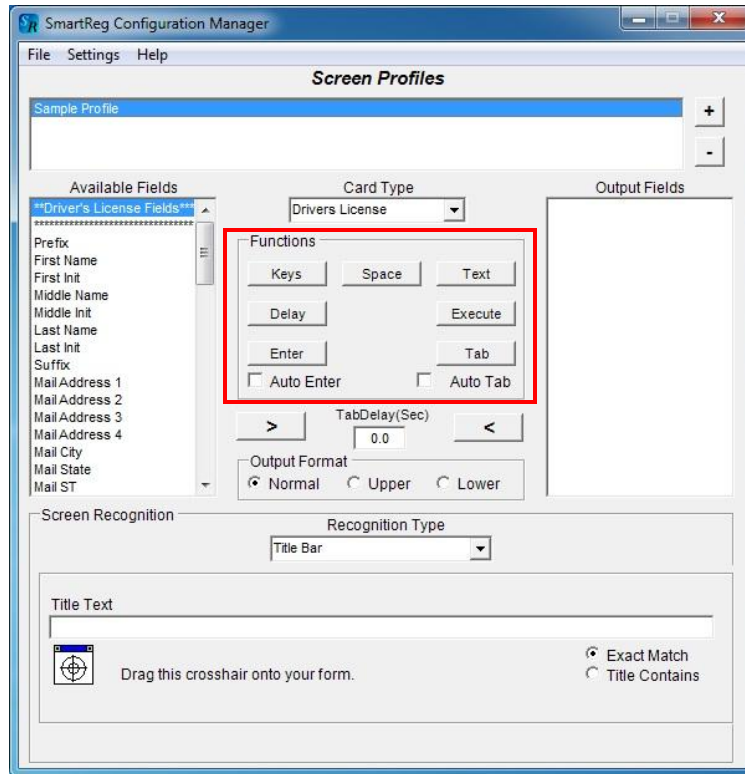 SR SmartReg Configuration Manager
File Settings Help
Screen Profiles
Sample Profile
+
-
Available Fields
**Driver's License Fields***
********************************
Prefix
First Name
First Init
Middle Name
Middle Init
Last Name
Last Init
Suffix
Mail Address 1
Mail Address 2
Mail Address 3
Mail Address 4
Mail City
Mail State
Mail ST
Card Type
Drivers License
Functions
Keys Space Text
Delay Execute
Enter Tab
Auto Enter Auto Tab
> TabDelay(Sec) <
0.0
Output Format
Normal Upper Lower
Output Fields
Screen Recognition
Recognition Type
Title Bar
Title Text
Drag this crosshair onto your form.
Exact Match
Title Contains